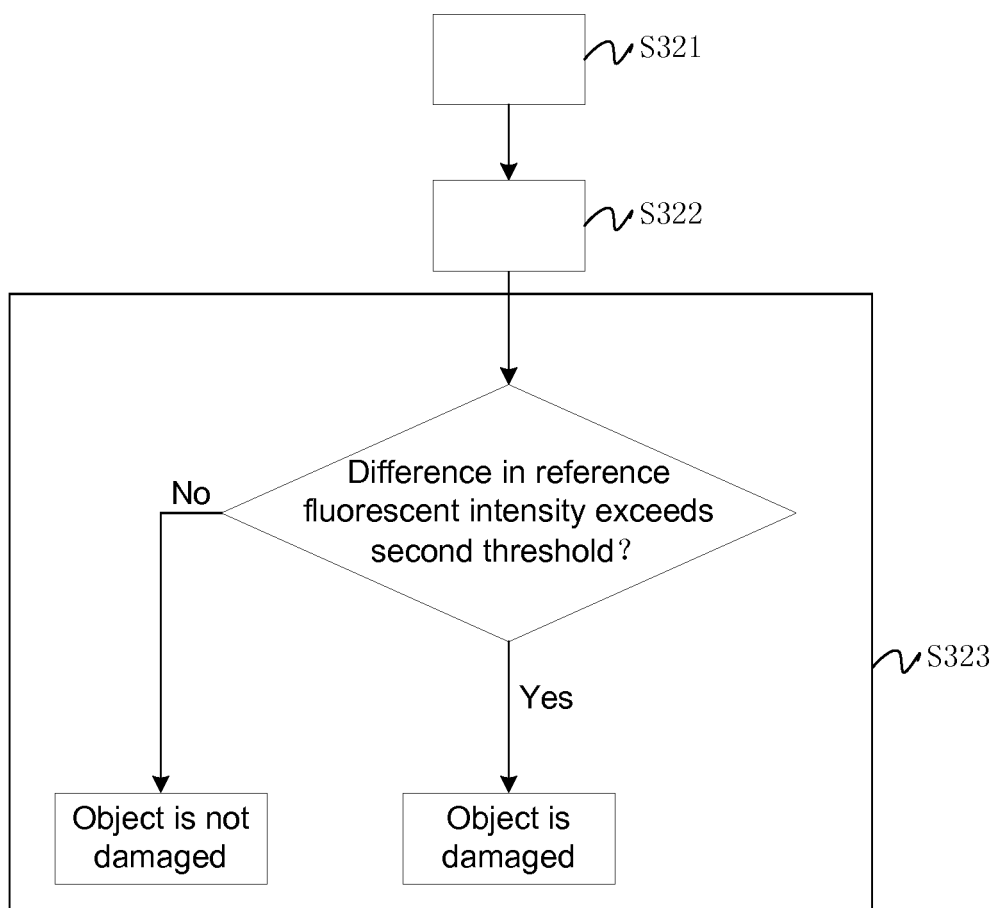 S321
S322
Difference in reference
fluorescent intensity exceeds
second threshold?
No
S323
Yes
Object is not
damaged
Object is
damaged